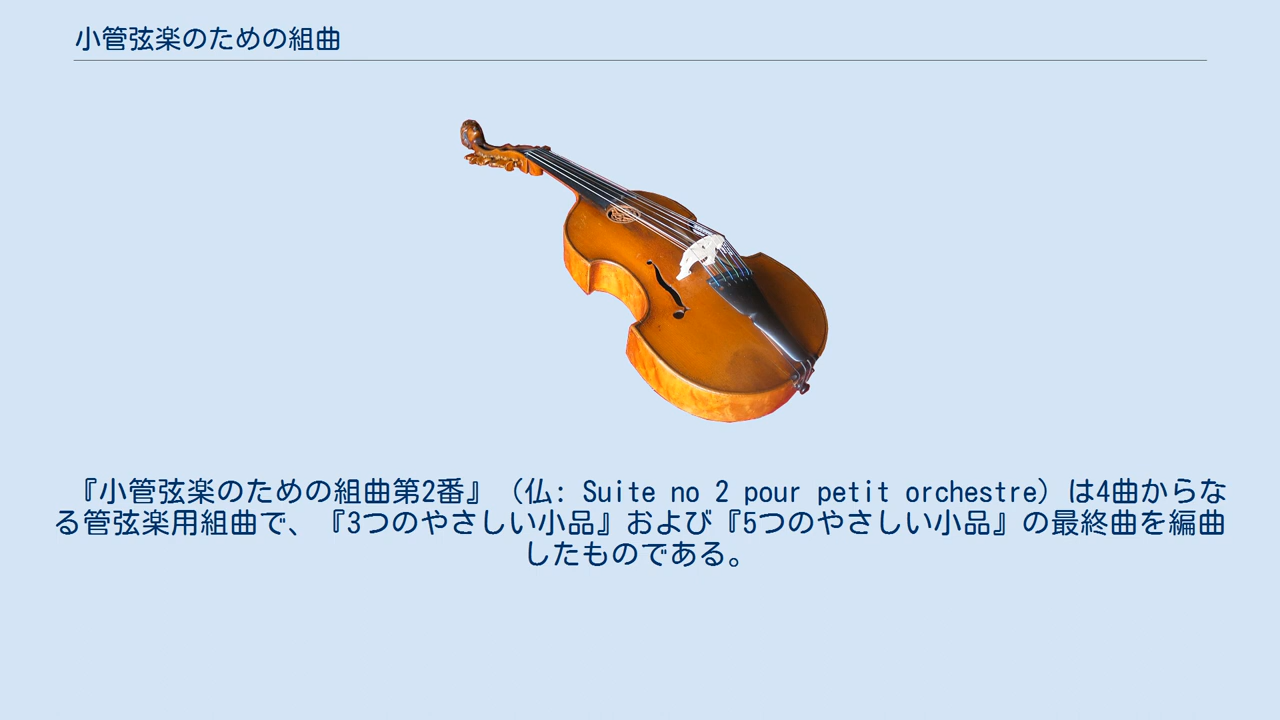 小管弦楽のための組曲
『小管弦楽のための組曲第2番』（仏: Suite no 2 pour petit orchestre）は4曲からな
る管弦楽用組曲で、『3つのやさしい小品』および『5つのやさしい小品』の最終曲を編曲
したものである。